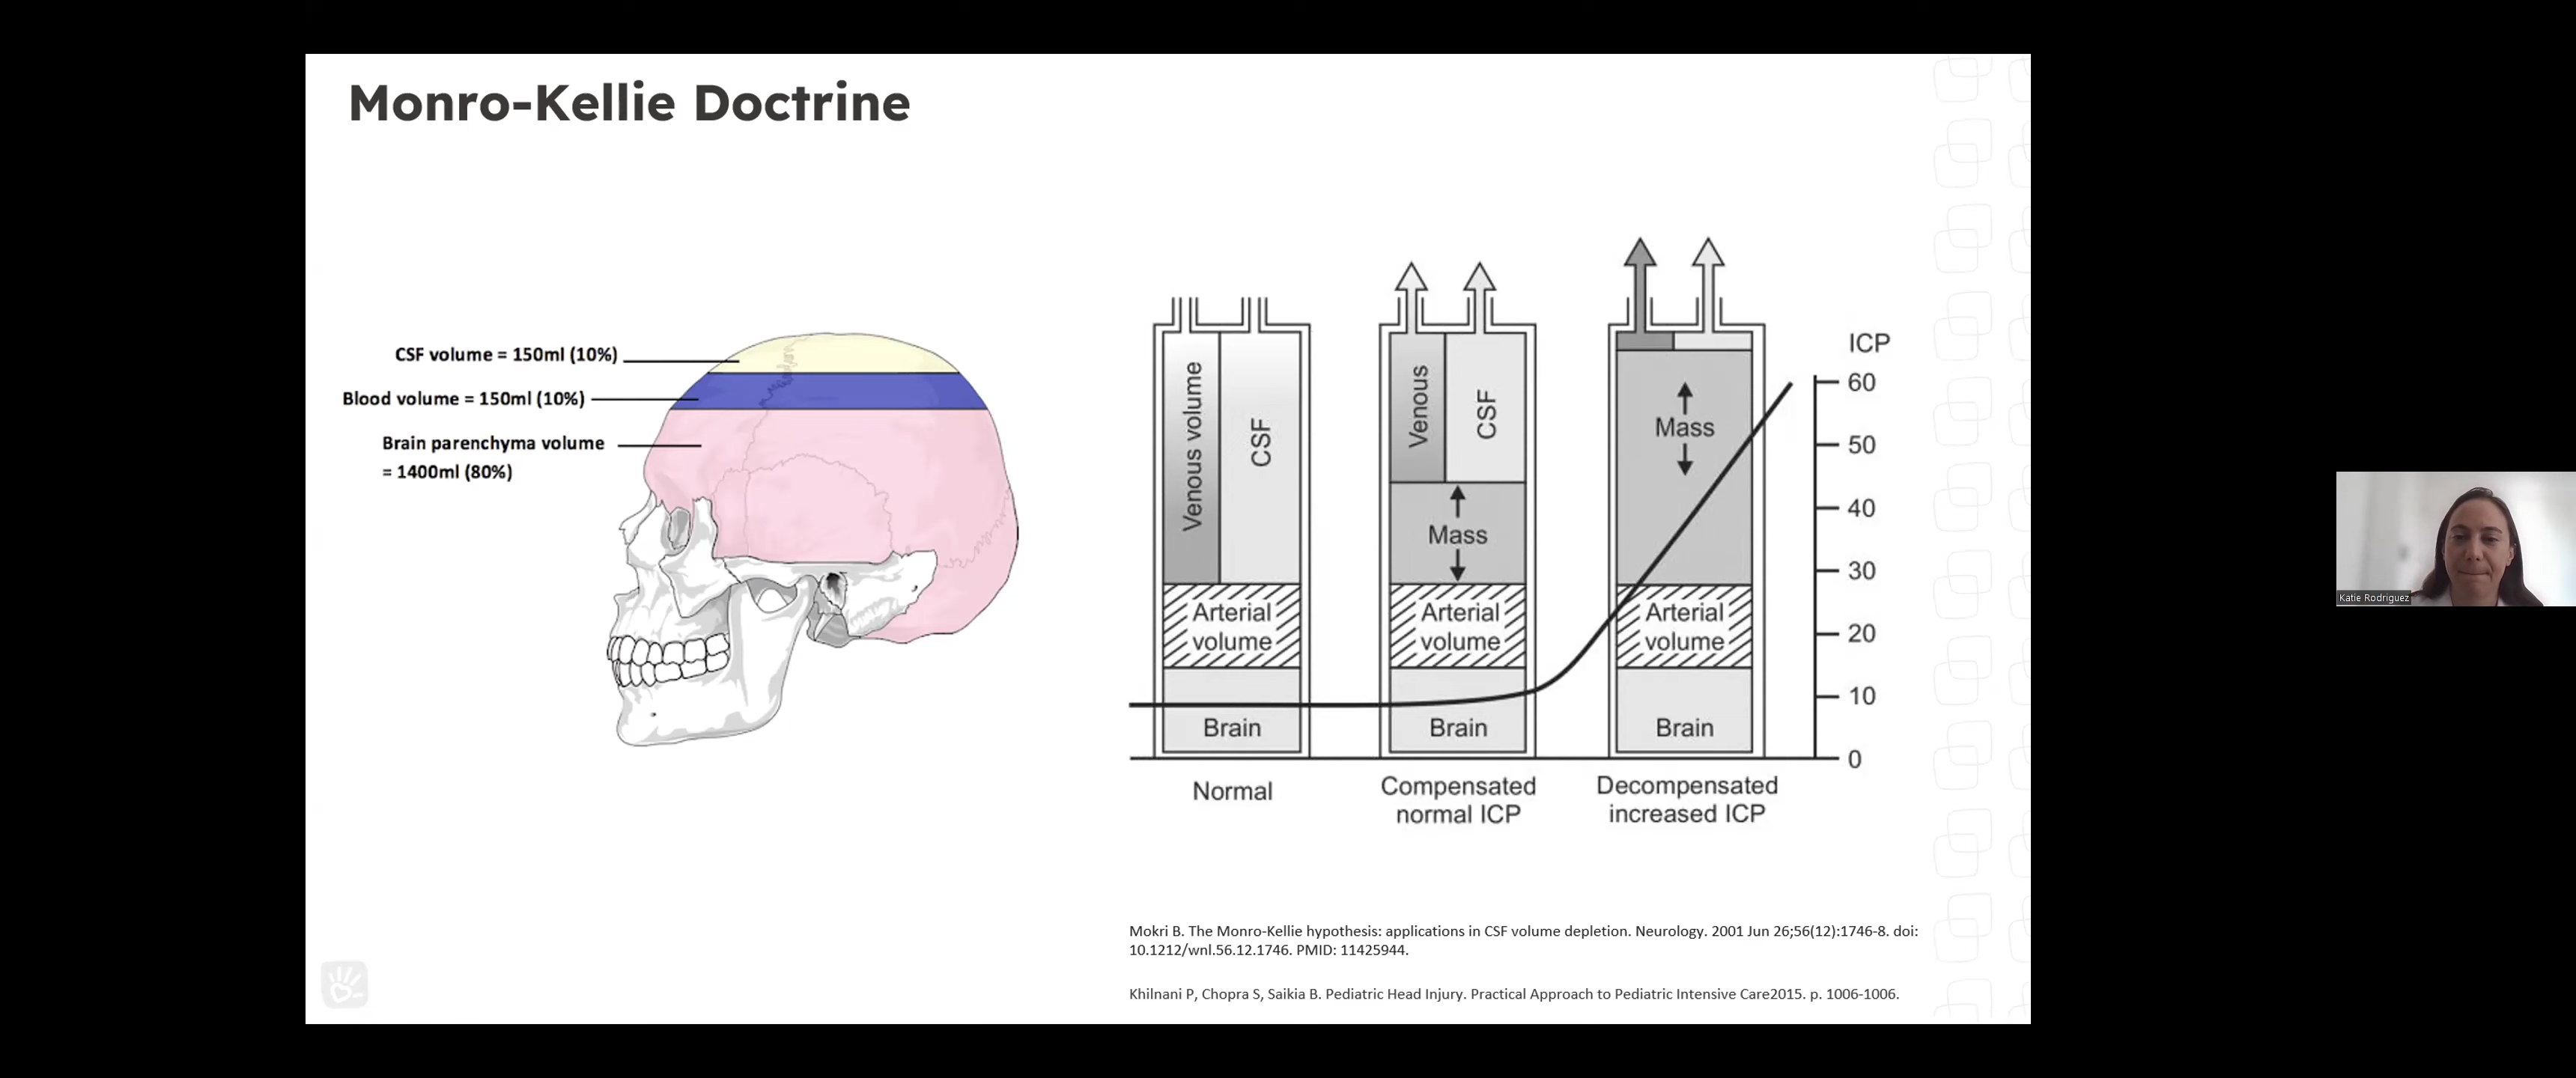 Monro-Kellie Doctrine
CSF volume = 150ml (10%)
Blood volume = 150ml (10%)
Brain parenchyma volume
= 1400ml (80%)
Venous volume
CSF
Arterial
volume
Brain
Normal
Venous
CSF
Mass
Arterial
volume
Brain
Compensated
normal ICP
Mass
Arterial
volume
Brain
Decompensated
increased ICP
ICP
60
50
40
30
20
10
0
Mokri B. The Monro-Kellie hypothesis: applications in CSF volume depletion. Neurology. 2001 Jun 26;56(12):1746-8. doi:
10.1212/wnl.56.12.1746. PMID: 11425944.
Khilnani P, Chopra S, Saikia B. Pediatric Head Injury. Practical Approach to Pediatric Intensive Care2015. p. 1006-1006.
Katie Rodriguez